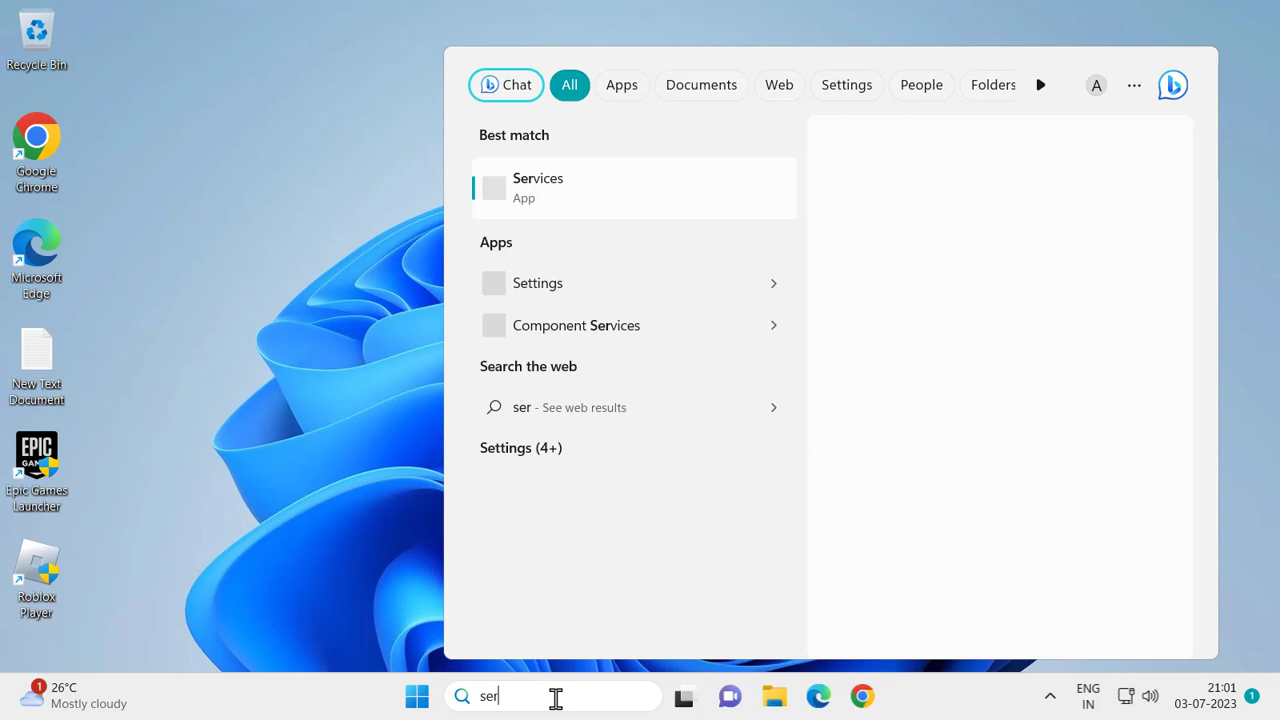 Recycle Bin
Google
Chrome
Microsoft
Edge
New Text
Document
EPIC
GAMES
Epic Games
Launcher
Roblox
Player
Chat
All
Apps
Documents
Web
Settings
People
Folders
A
Best match
Services
App
Apps
Settings
Component Services
Search the web
ser - See web results
Settings (4+)
1
26°C
Mostly cloudy
ser
ENG
IN
21:01
03-07-2023
1